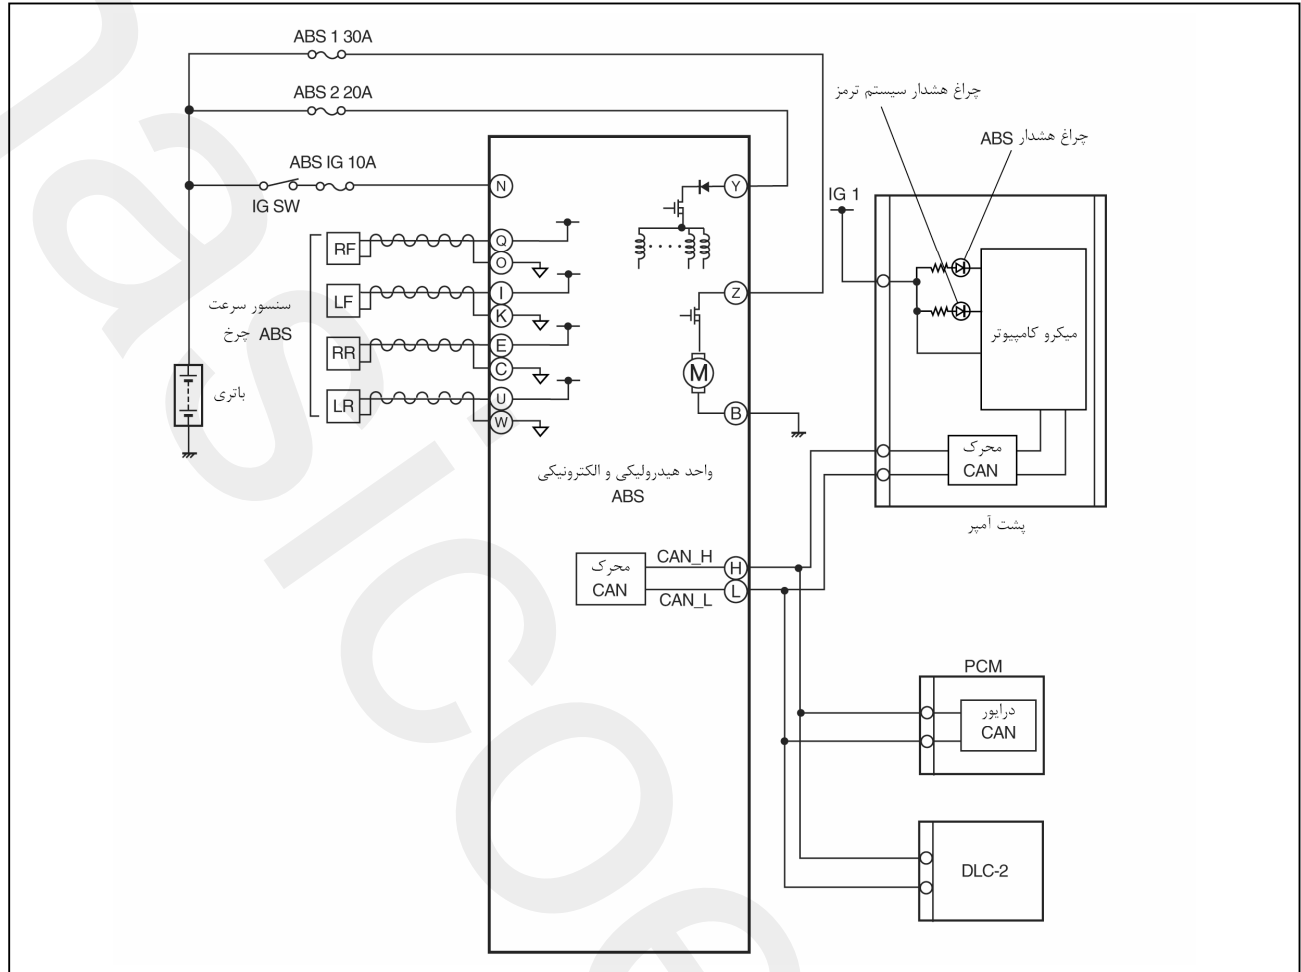 ABS 1 30A
ABS 2 20A
ABS IG 10A
IG SW
N
Q
O
I
K
E
C
U
W
RF
LF
RR
LR
سنسور سرعت
چرخ ABS
باتری
Y
Z
M
B
واحد هیدرولیکی و الکترونیکی
ABS
محرک
CAN
CAN_H
CAN_L
H
L
چراغ هشدار سیستم ترمز
چراغ هشدار ABS
IG 1
میکرو کامپیوتر
محرک
CAN
پشت آمپر
PCM
درایور
CAN
DLC-2